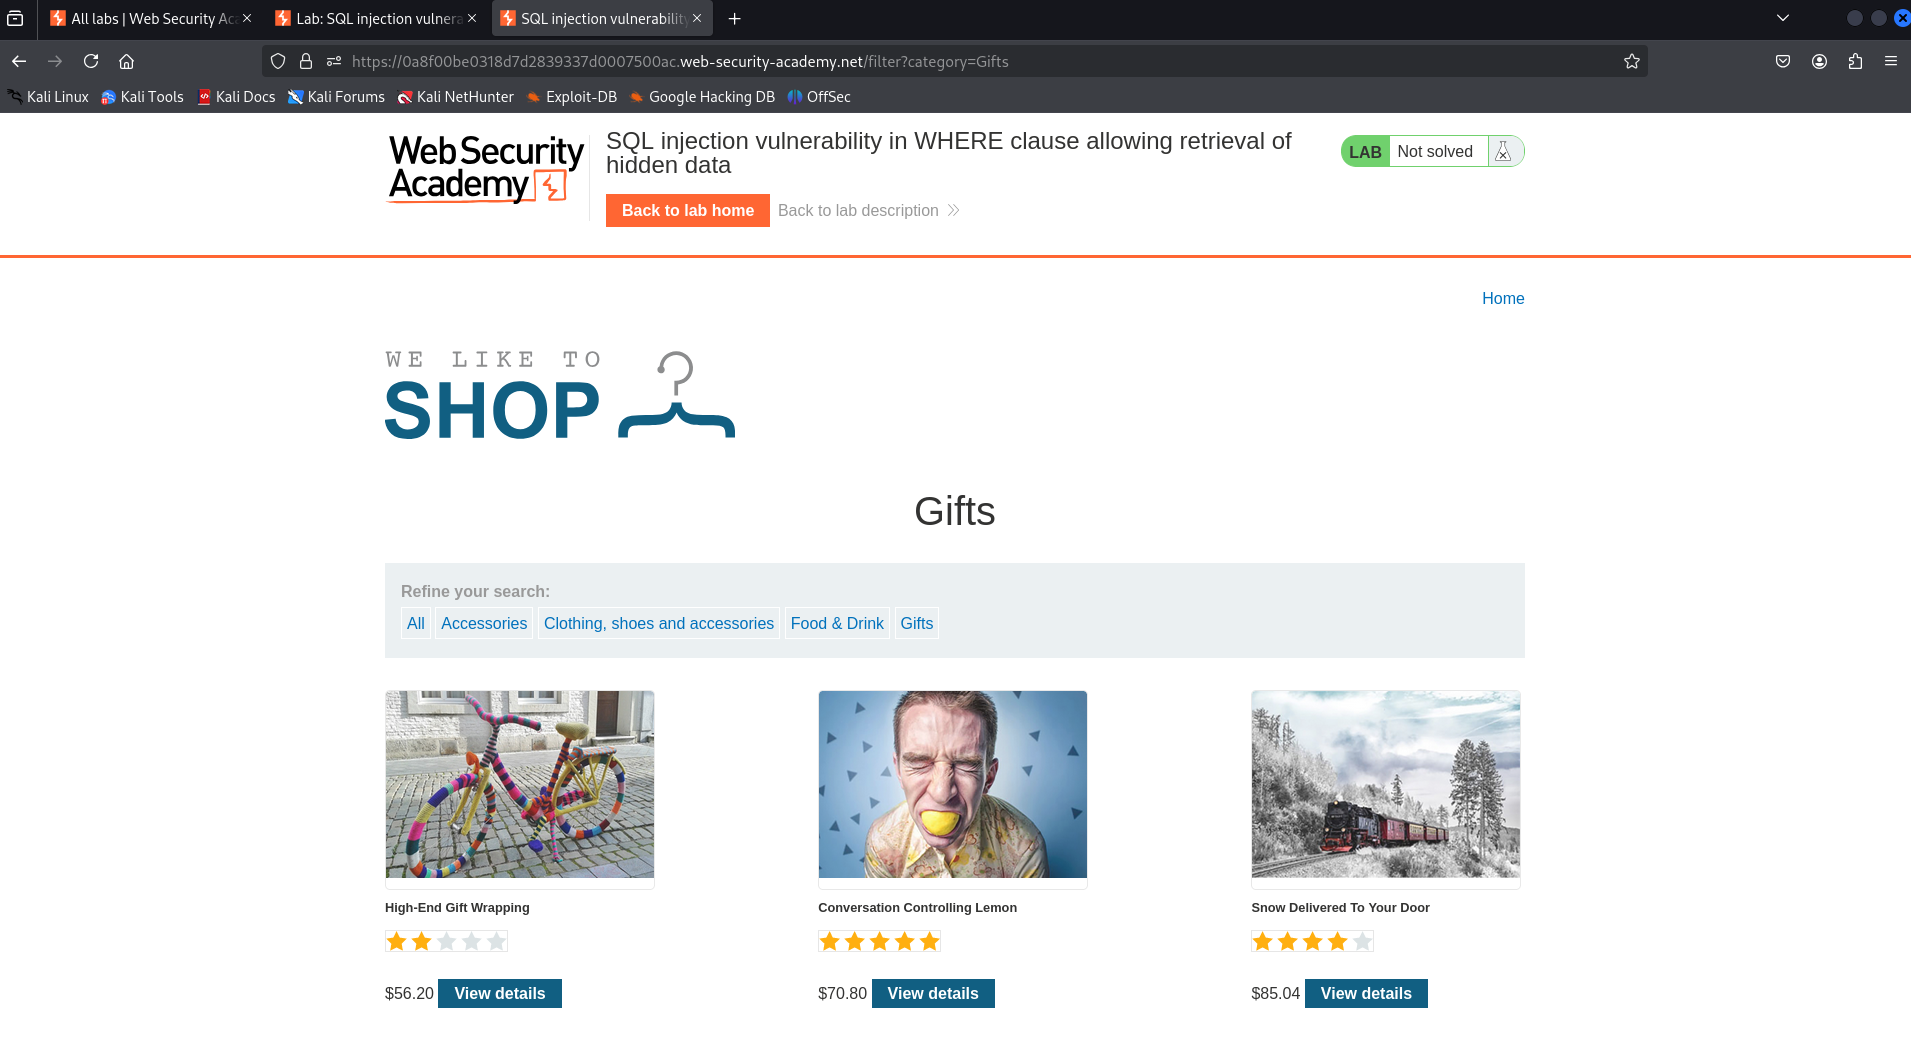 All labs | Web Security Ac
Lab: SQL injection vulnera
SQL injection vulnerability
https://0a8f00be0318d7d2839337d0007500ac.web-security-academy.net/filter?category=Gifts
Kali Linux Kali Tools Kali Docs Kali Forums Kali NetHunter Exploit-DB Google Hacking DB OffSec
Web Security
Academy
SQL injection vulnerability in WHERE clause allowing retrieval of
hidden data
LAB Not solved
Back to lab home Back to lab description
Home
WE LIKE TO
SHOP
Gifts
Refine your search:
All Accessories Clothing, shoes and accessories Food & Drink Gifts
High-End Gift Wrapping
Conversation Controlling Lemon
Snow Delivered To Your Door
$56.20 View details
$70.80 View details
$85.04 View details